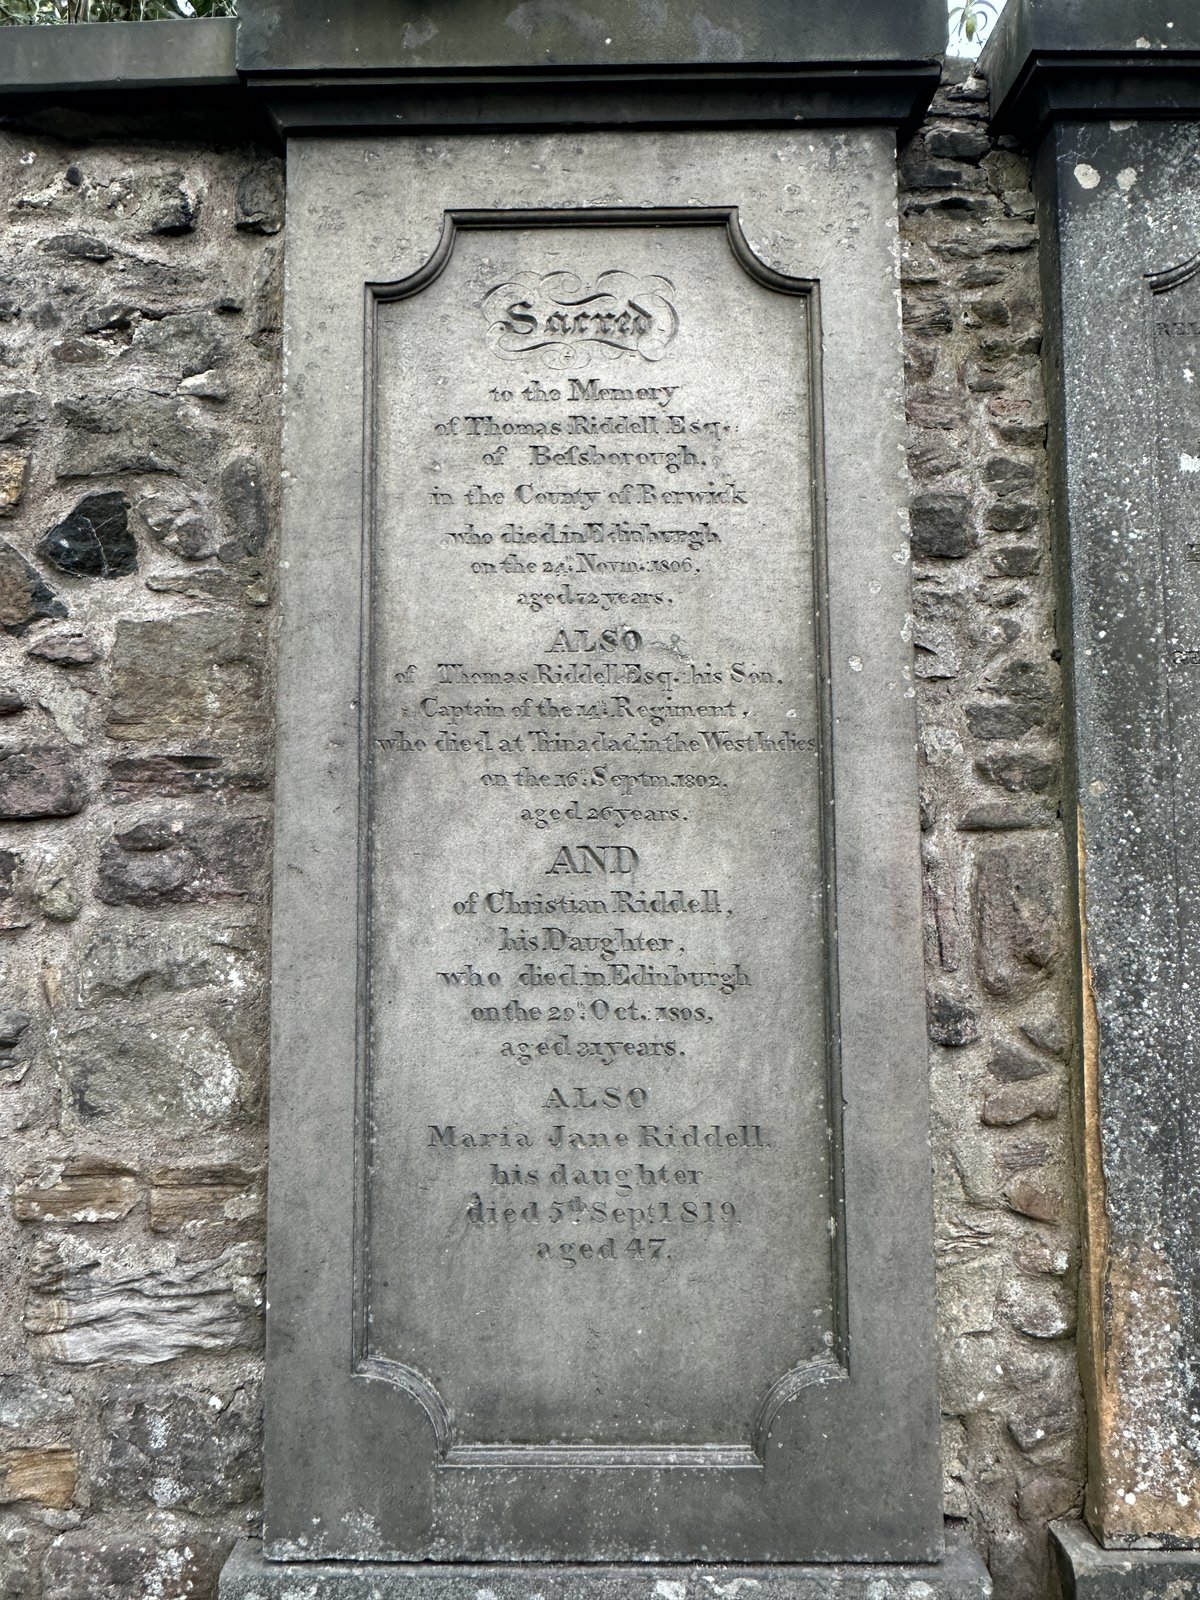 Sacred
to the Memory
of Thomas Riddell Esq.
of Beſsborough,
in the County of Berwick
who died in Edinburgh
on the 24th Novm. 1806,
aged 72 years.
ALSO
of Thomas Riddell Esq. his Son,
Captain of the 14th Regiment,
who died at Trinadad in the West Indies
on the 16th Septm. 1802,
aged 26 years.
AND
of Christian Riddell,
his Daughter,
who died in Edinburgh
on the 29th Oct. 1808,
aged 31 years.
ALSO
Maria Jane Riddell,
his daughter
died 5th Sept. 1819,
aged 47.